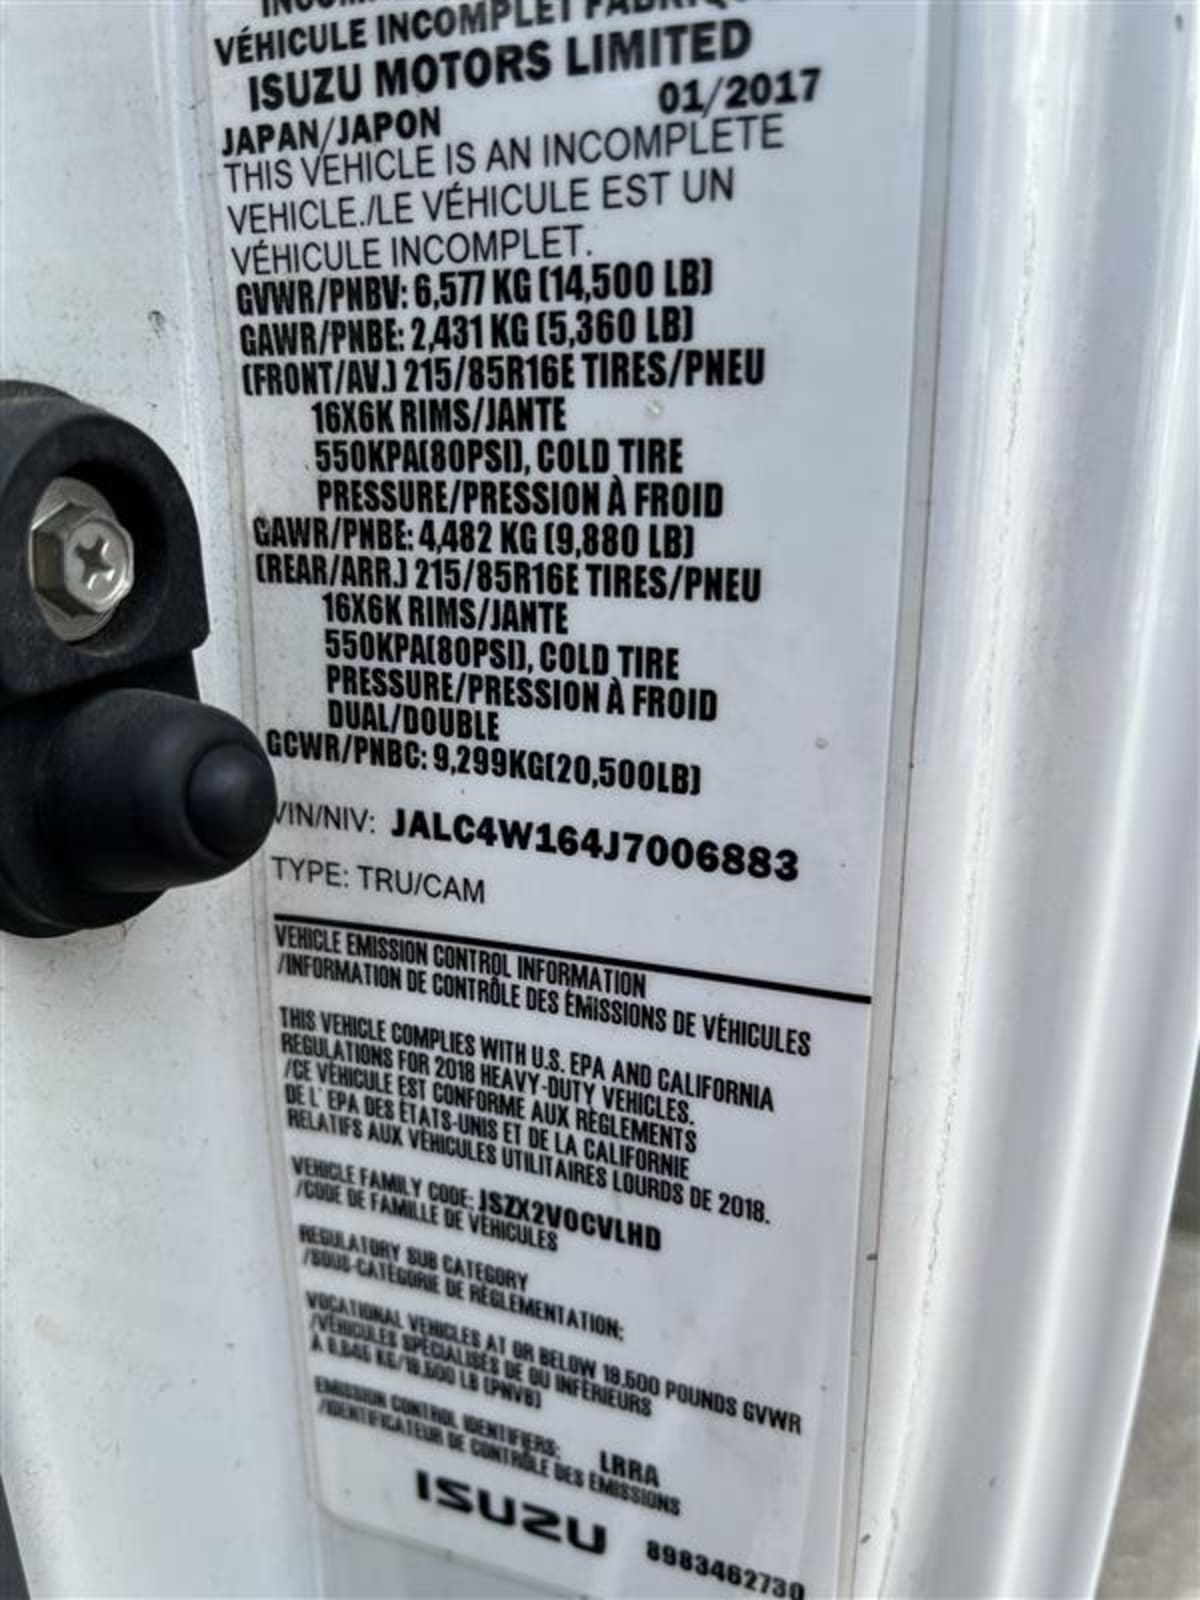 VÉHICULE INCOMPLET
ISUZU MOTORS LIMITED
JAPAN/JAPON 01/2017
THIS VEHICLE IS AN INCOMPLETE
VEHICLE./LE VÉHICULE EST UN
VÉHICULE INCOMPLET.
GVWR/PNBV: 6,577 KG (14,500 LB)
GAWR/PNBE: 2,431 KG (5,360 LB)
(FRONT/AV.) 215/85R16E TIRES/PNEU
16X6K RIMS/JANTE
550KPA(80PSI), COLD TIRE
PRESSURE/PRESSION À FROID
GAWR/PNBE: 4,482 KG (9,880 LB)
(REAR/ARR.) 215/85R16E TIRES/PNEU
16X6K RIMS/JANTE
550KPA(80PSI), COLD TIRE
PRESSURE/PRESSION À FROID
DUAL/DOUBLE
GCWR/PNBC: 9,299KG(20,500LB)
VIN/NIV: JALC4W164J7006883
TYPE: TRU/CAM
VEHICLE EMISSION CONTROL INFORMATION
/INFORMATION DE CONTRÔLE DES ÉMISSIONS DE VÉHICULES
THIS VEHICLE COMPLIES WITH U.S. EPA AND CALIFORNIA
REGULATIONS FOR 2018 HEAVY-DUTY VEHICLES.
/CE VÉHICULE EST CONFORME AUX RÈGLEMENTS
DE L' EPA DES ÉTATS-UNIS ET DE LA CALIFORNIE
RELATIFS AUX VÉHICULES UTILITAIRES LOURDS DE 2018.
VEHICLE FAMILY CODE: JSZX2VOCVLHD
/CODE DE FAMILLE DE VÉHICULES
REGULATORY SUB CATEGORY
/SOUS-CATÉGORIE DE RÉGLEMENTATION:
VOCATIONAL VEHICLES AT OR BELOW 19,500 POUNDS GVWR
/VÉHICULES SPÉCIALISÉS DE OU INFÉRIEURS
À 8,845 KG/19,500 LB (PNVB)
EMISSION CONTROL IDENTIFIERS: LRRA
/IDENTIFICATEUR DE CONTRÔLE DES ÉMISSIONS
ISUZU 8983462730